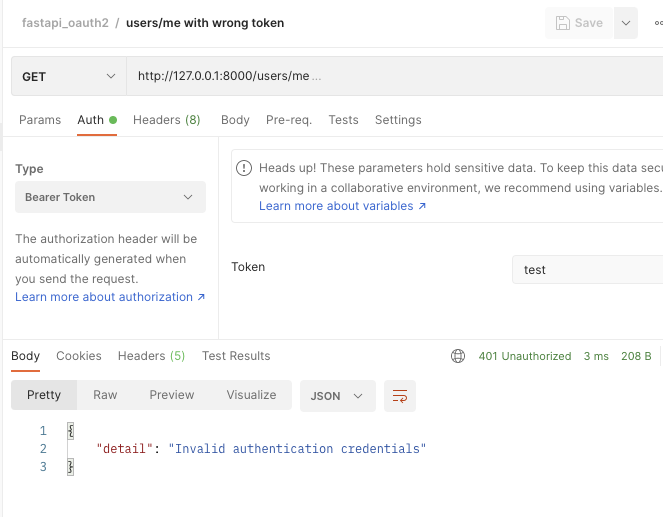 fastapi_oauth2 / users/me with wrong token
Save
GET
http://127.0.0.1:8000/users/me ...
Params Auth Headers (8) Body Pre-req. Tests Settings
Type
Bearer Token
The authorization header will be
automatically generated when
you send the request.
Learn more about authorization ↗
Heads up! These parameters hold sensitive data. To keep this data
working in a collaborative environment, we recommend using variables.
Learn more about variables ↗
Token
test
Body Cookies Headers (5) Test Results
401 Unauthorized 3 ms 208 B
Pretty Raw Preview Visualize JSON
1 {
2 "detail": "Invalid authentication credentials"
3 }